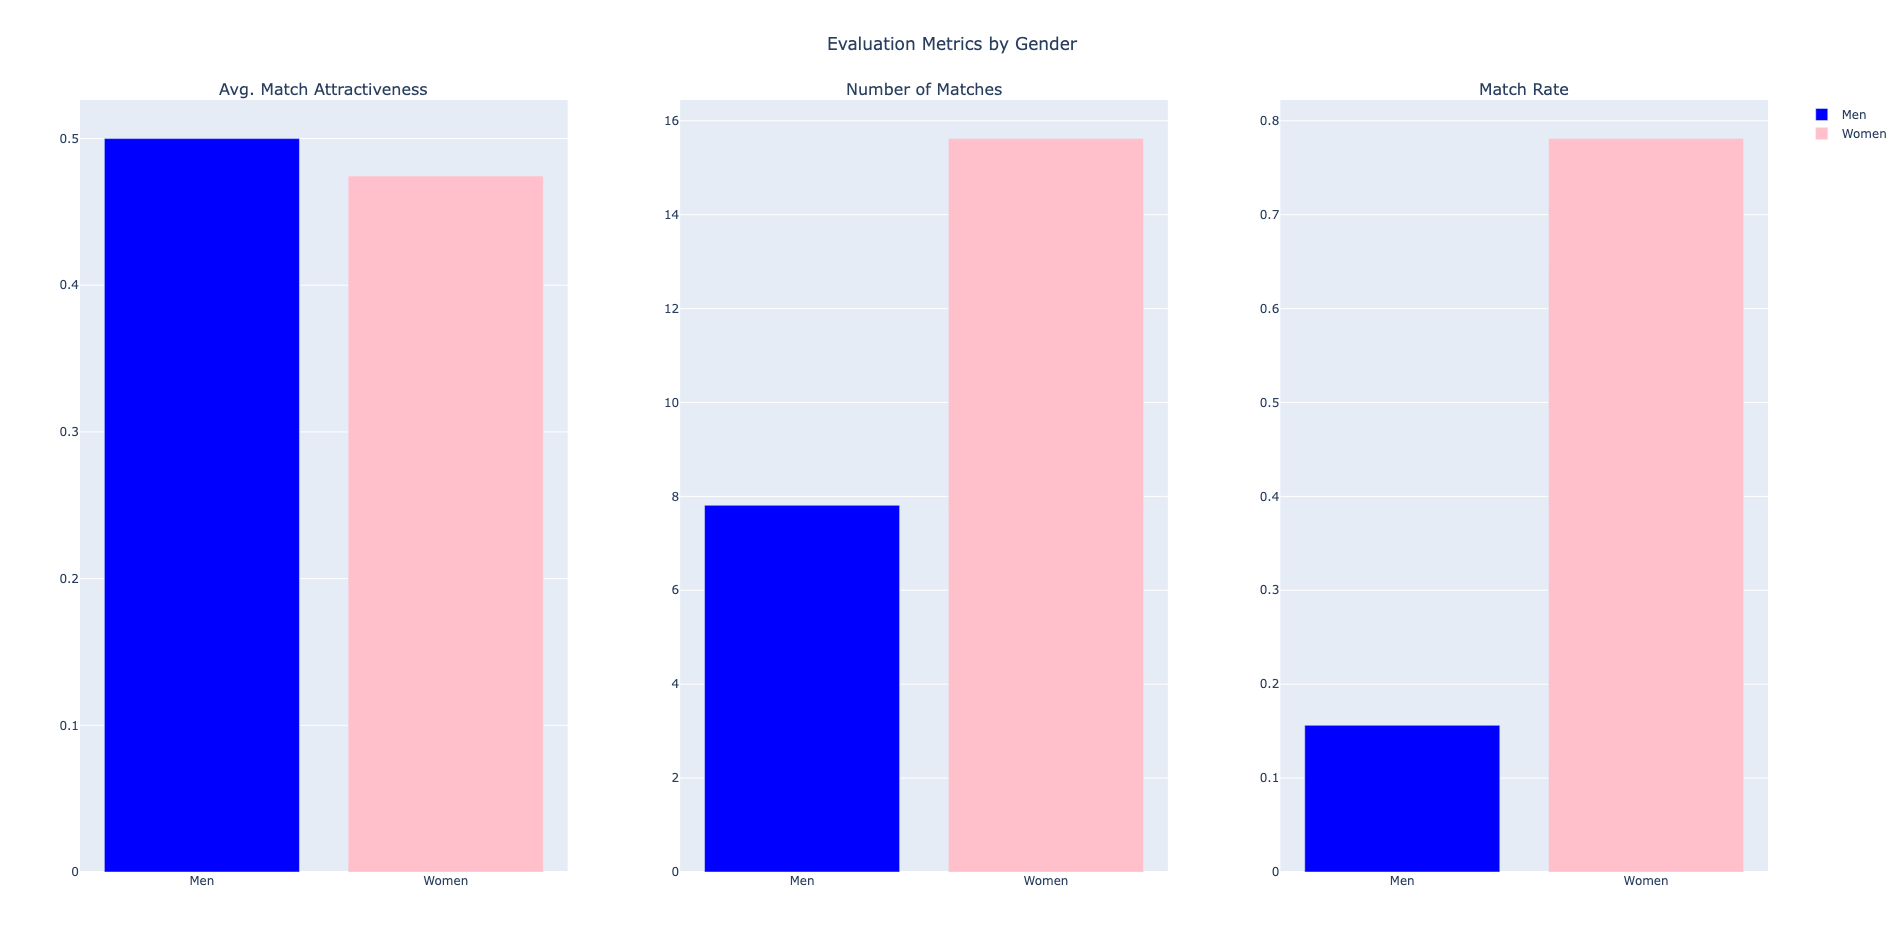 Evaluation Metrics by Gender
Avg. Match Attractiveness
0.5
0.4
0.3
0.2
0.1
0
Men Women
Number of Matches
16
14
12
10
8
6
4
2
0
Men Women
Match Rate
0.8
0.7
0.6
0.5
0.4
0.3
0.2
0.1
0
Men Women
Men
Women